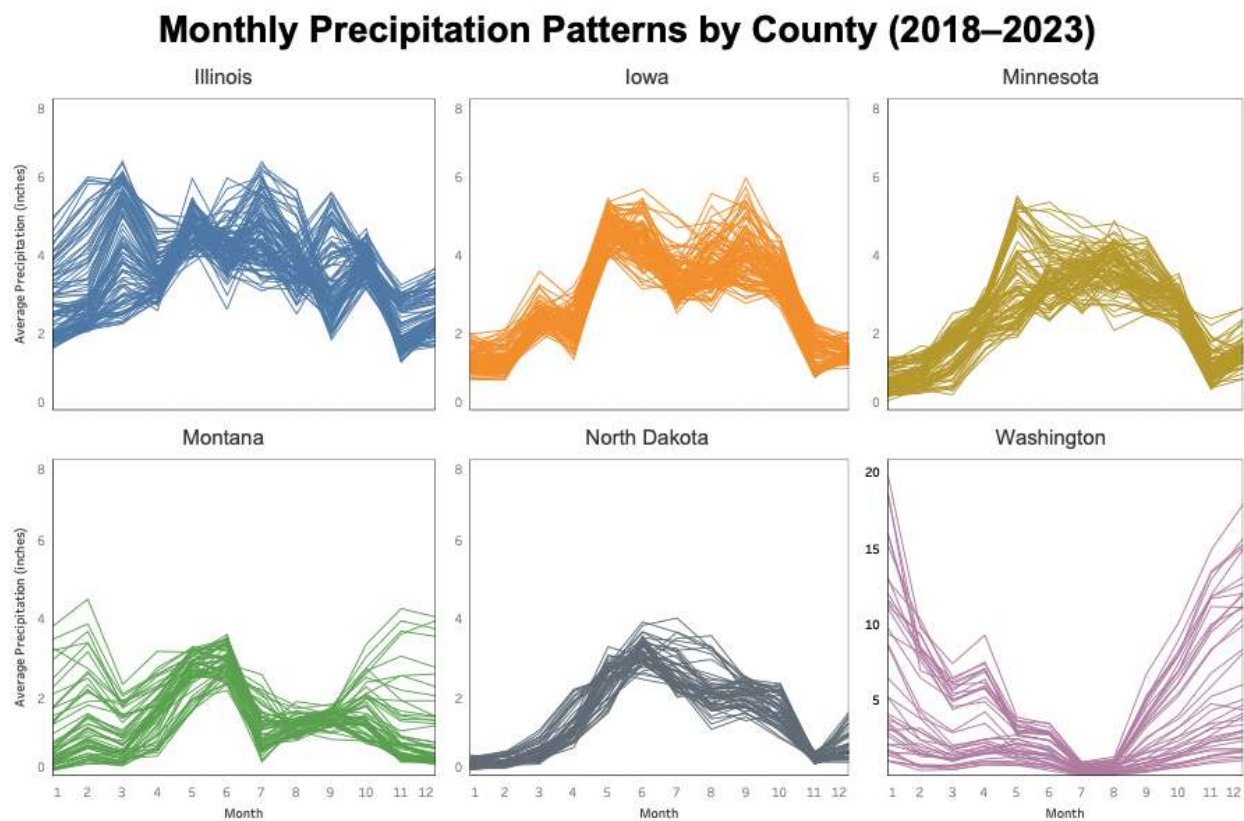 Monthly Precipitation Patterns by County (2018–2023)
Illinois
Iowa
Minnesota
Average Precipitation (inches)
8
6
4
2
0
8
6
4
2
0
8
6
4
2
0
Montana
North Dakota
Washington
Average Precipitation (inches)
8
6
4
2
0
8
6
4
2
0
20
15
10
5
1 2 3 4 5 6 7 8 9 10 11 12
1 2 3 4 5 6 7 8 9 10 11 12
1 2 3 4 5 6 7 8 9 10 11 12
Month
Month
Month